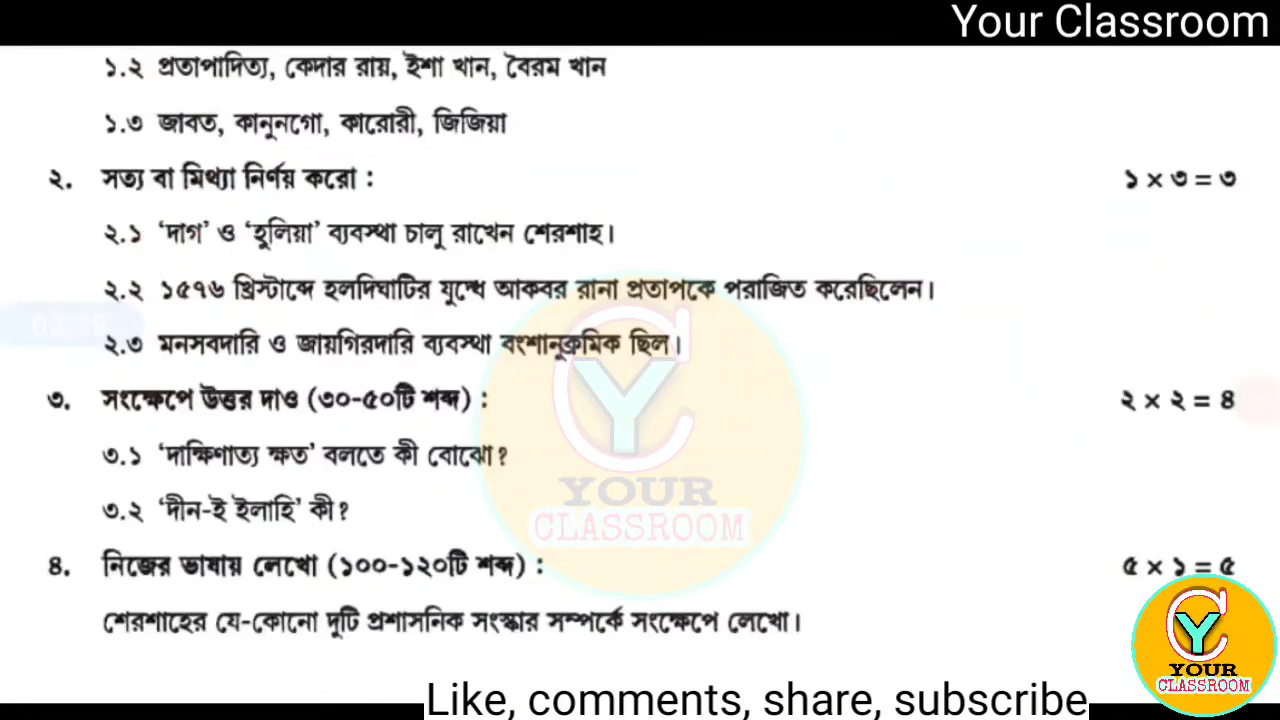 Your Classroom
১.২ প্রতাপাদিত্য, কেদার রায়, ইশা খান, বৈরম খান
১.৩ জাবত, কানুনগো, কারোরী, জিজিয়া
২. সত্য বা মিথ্যা নির্ণয় করো : ১ × ৩ = ৩
২.১ ‘দাগ’ ও ‘হুলিয়া’ ব্যবস্থা চালু রাখেন শেরশাহ।
২.২ ১৫৭৬ খ্রিস্টাব্দে হলদিঘাটির যুদ্ধে আকবর রানা প্রতাপকে পরাজিত করেছিলেন।
২.৩ মনসবদারি ও জায়গিরদারি ব্যবস্থা বংশানুক্রমিক ছিল।
৩. সংক্ষেপে উত্তর দাও (৩০-৫০টি শব্দ) : ২ × ২ = ৪
৩.১ ‘দাক্ষিণাত্য ক্ষত’ বলতে কী বোঝো?
৩.২ ‘দীন-ই ইলাহি’ কী?
YOUR
CLASSROOM
৪. নিজের ভাষায় লেখো (১০০-১২০টি শব্দ) : ৫ × ১ = ৫
শেরশাহের যে-কোনো দুটি প্রশাসনিক সংস্কার সম্পর্কে সংক্ষেপে লেখো।
YOUR
CLASSROOM
Like, comments, share, subscribe